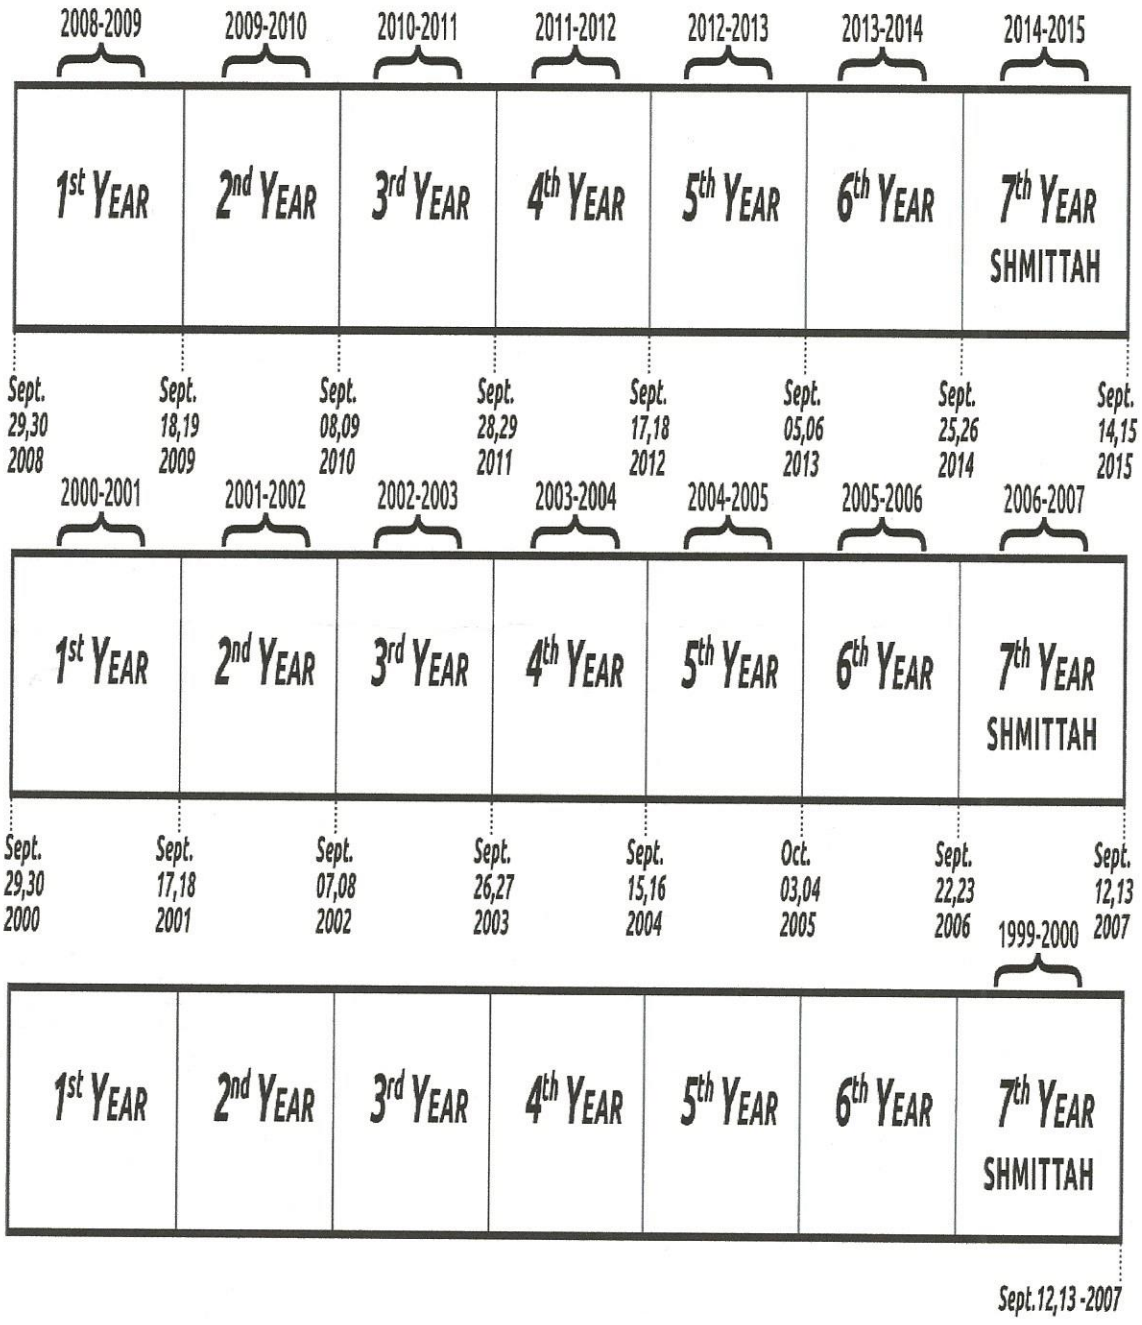 2008-2009 2009-2010 2010-2011 2011-2012 2012-2013 2013-2014 2014-2015
1st YEAR 2nd YEAR 3rd YEAR 4th YEAR 5th YEAR 6th YEAR 7th YEAR
SHMITTAH
Sept. Sept. Sept. Sept. Sept. Sept. Sept. Sept.
29,30 18,19 08,09 28,29 17,18 05,06 25,26 14,15
2008 2009 2010 2011 2012 2013 2014 2015
2000-2001 2001-2002 2002-2003 2003-2004 2004-2005 2005-2006 2006-2007
1st YEAR 2nd YEAR 3rd YEAR 4th YEAR 5th YEAR 6th YEAR 7th YEAR
SHMITTAH
Sept. Sept. Sept. Sept. Sept. Oct. Sept. Sept.
29,30 17,18 07,08 26,27 15,16 03,04 22,23 12,13
2000 2001 2002 2003 2004 2005 2006 2007
1999-2000
1st YEAR 2nd YEAR 3rd YEAR 4th YEAR 5th YEAR 6th YEAR 7th YEAR
SHMITTAH
Sept.12,13 -2007